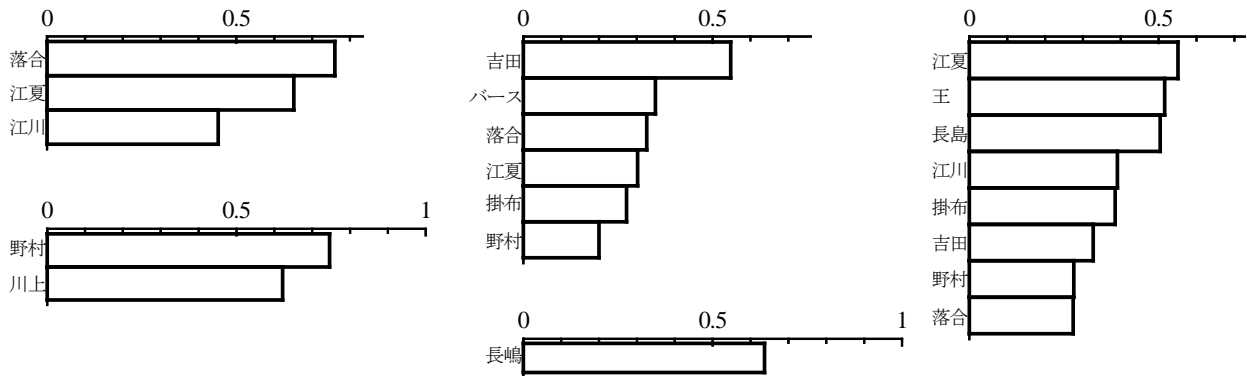 0 0.5
落合
江夏
江川
0 0.5 1
野村
川上
0 0.5
吉田
バース
落合
江夏
掛布
野村
0 0.5 1
長嶋
0 0.5
江夏
王
長島
江川
掛布
吉田
野村
落合